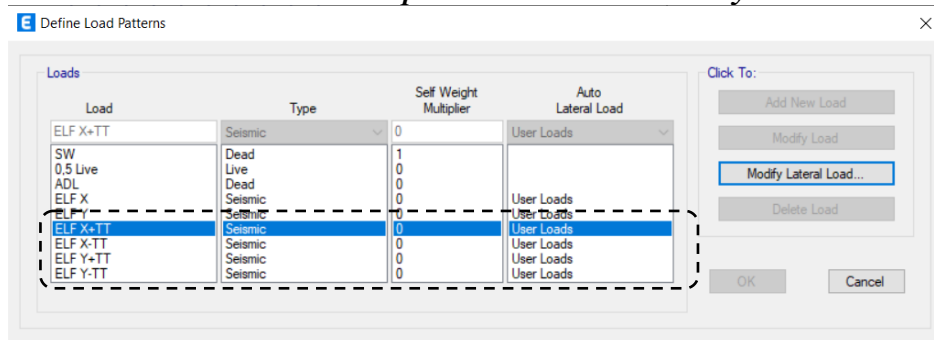 E Define Load Patterns
Loads
Click To:
Load Type Self Weight Multiplier Auto Lateral Load
ELF X+TT Seismic 0 User Loads
SW Dead 1
0,5 Live Live 0
ADL Dead 0
ELF X Seismic 0 User Loads
ELF Y Seismic 0 User Loads
ELF X+TT Seismic 0 User Loads
ELF X-TT Seismic 0 User Loads
ELF Y+TT Seismic 0 User Loads
ELF Y-TT Seismic 0 User Loads
Add New Load
Modify Load
Modify Lateral Load...
Delete Load
OK Cancel